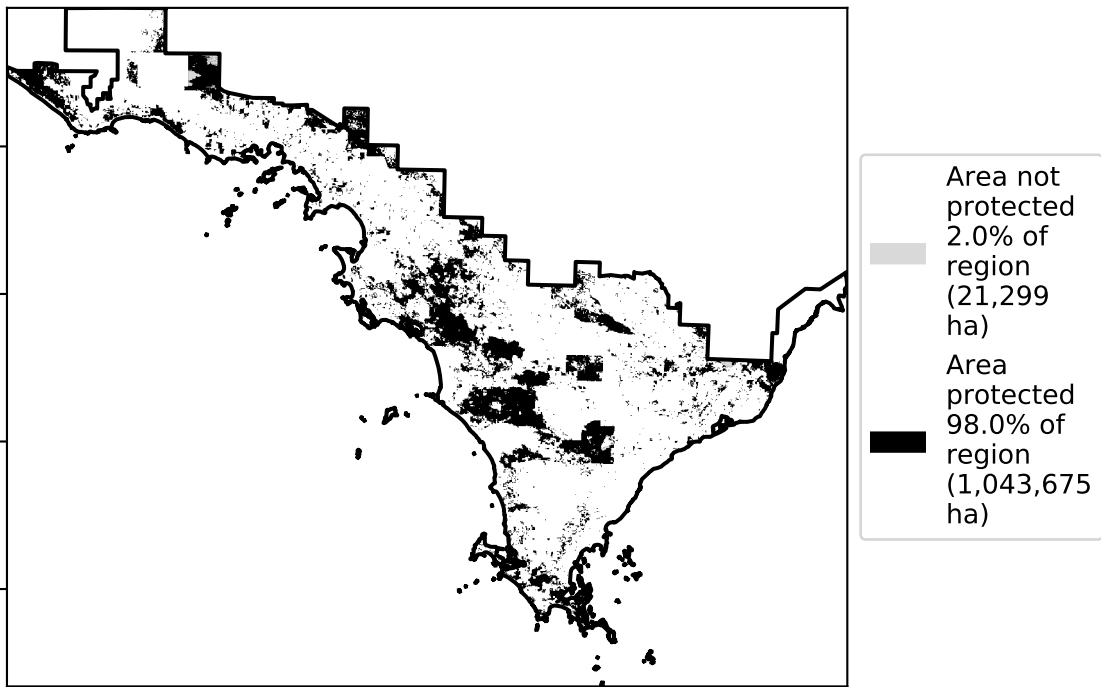 Area not
protected
2.0% of
region
(21,299
ha)
Area
protected
98.0% of
region
(1,043,675
ha)